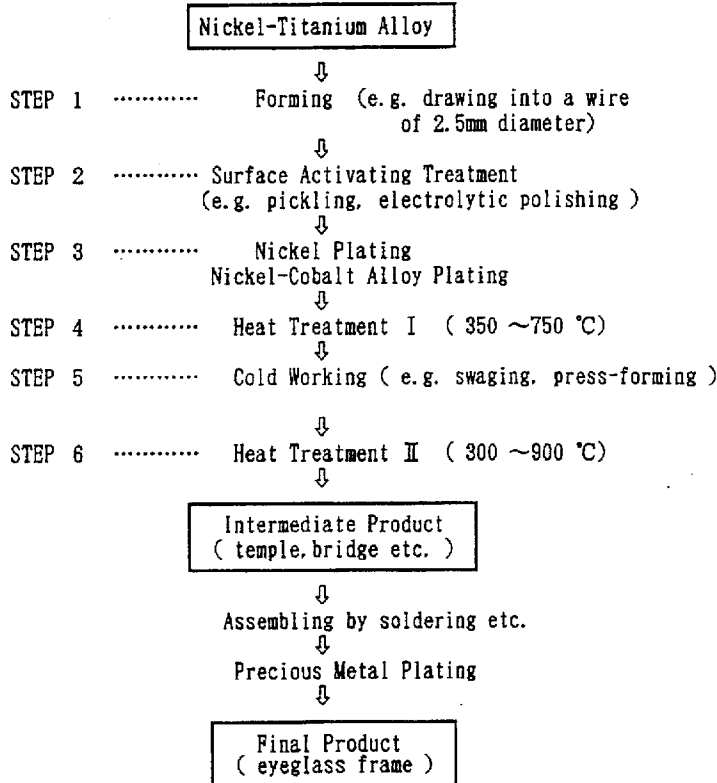 Nickel-Titanium Alloy
⇩
STEP 1 ………… Forming (e.g. drawing into a wire
of 2.5mm diameter)
⇩
STEP 2 ………… Surface Activating Treatment
(e.g. pickling, electrolytic polishing )
⇩
STEP 3 ………… Nickel Plating
Nickel-Cobalt Alloy Plating
⇩
STEP 4 ………… Heat Treatment Ⅰ ( 350 ～750 ℃)
⇩
STEP 5 ………… Cold Working ( e.g. swaging, press-forming )
⇩
STEP 6 ………… Heat Treatment Ⅱ ( 300 ～900 ℃)
⇩
Intermediate Product
( temple, bridge etc. )
⇩
Assembling by soldering etc.
⇩
Precious Metal Plating
⇩
Final Product
( eyeglass frame )